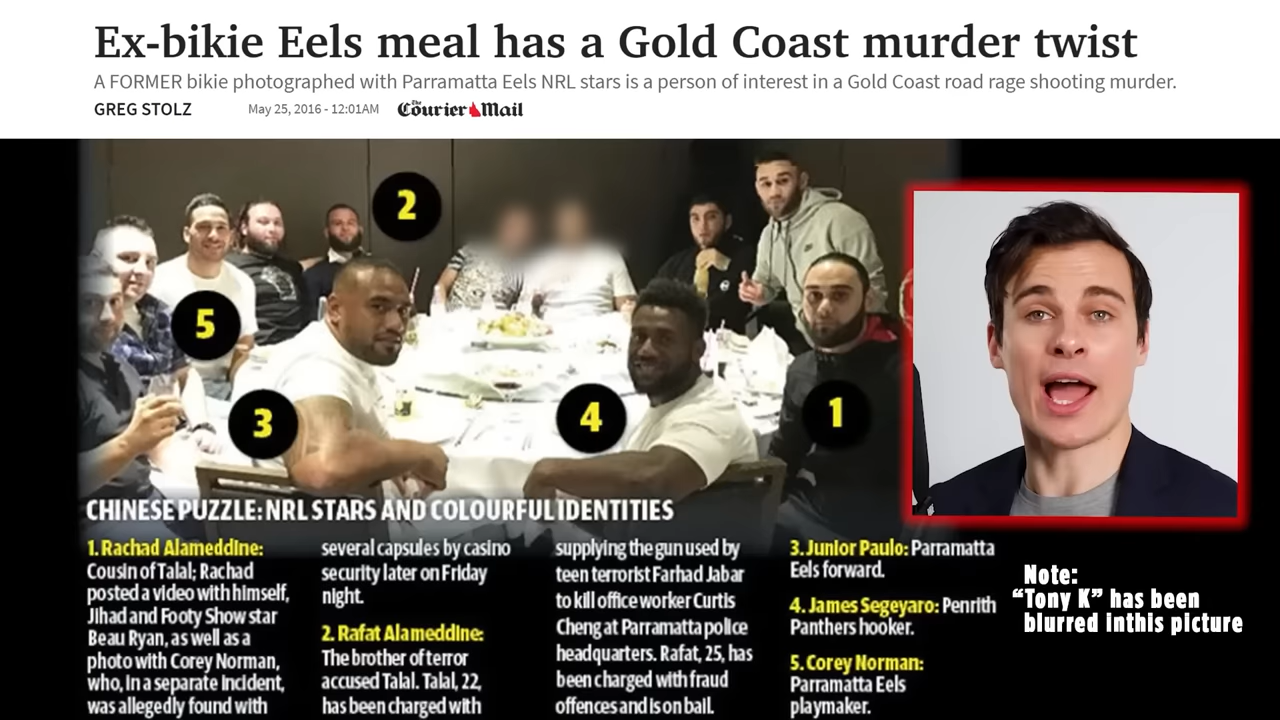 Ex-bikie Eels meal has a Gold Coast murder twist
A FORMER bikie photographed with Parramatta Eels NRL stars is a person of interest in a Gold Coast road rage shooting murder.
GREG STOLZ May 25, 2016 - 12:01AM The Courier Mail
2
5
3
4
1
CHINESE PUZZLE: NRL STARS AND COLOURFUL IDENTITIES
1. Rachad Alameddine:
Cousin of Talal; Rachad
posted a video with himself,
Jihad and Footy Show star
Beau Ryan, as well as a
photo with Corey Norman,
who, in a separate incident,
was allegedly found with
several capsules by casino
security later on Friday
night.
2. Rafat Alameddine:
The brother of terror
accused Talal. Talal, 22,
has been charged with
supplying the gun used by
teen terrorist Farhad Jabar
to kill office worker Curtis
Cheng at Parramatta police
headquarters. Rafat, 25, has
been charged with fraud
offences and is on bail.
3. Junior Paulo: Parramatta
Eels forward.
4. James Segeyaro: Penrith
Panthers hooker.
5. Corey Norman:
Parramatta Eels
playmaker.
Note:
“Tony K” has been
blurred inthis picture